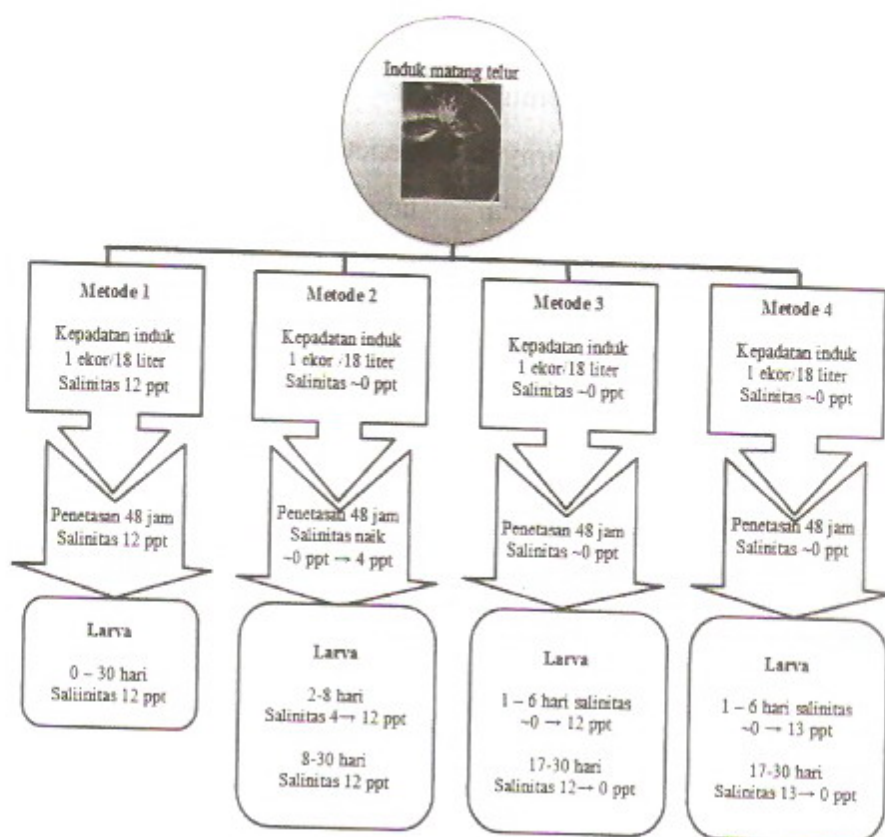 Induk matang telur
Metode 1
Kepadatan induk
1 ekor/18 liter
Salinitas 12 ppt
Penetasan 48 jam
Salinitas 12 ppt
Larva
0 – 30 hari
Saliinitas 12 ppt
Metode 2
Kepadatan induk
1 ekor /18 liter
Salinitas ~0 ppt
Penetasan 48 jam
Salinitas naik
~0 ppt → 4 ppt
Larva
2-8 hari
Salinitas 4→ 12 ppt
8-30 hari
Salinitas 12 ppt
Metode 3
Kepadatan induk
1 ekor/18 liter
Salinitas ~0 ppt
Penetasan 48 jam
Salinitas ~0 ppt
Larva
1 – 6 hari salinitas
~0 → 12 ppt
17-30 hari
Salinitas 12→ 0 ppt
Metode 4
Kepadatan induk
1 ekor/18 liter
Salinitas ~0 ppt
Penetasan 48 jam
Salinitas ~0 ppt
Larva
1 – 6 hari salinitas
~0 → 13 ppt
17-30 hari
Salinitas 13→ 0 ppt